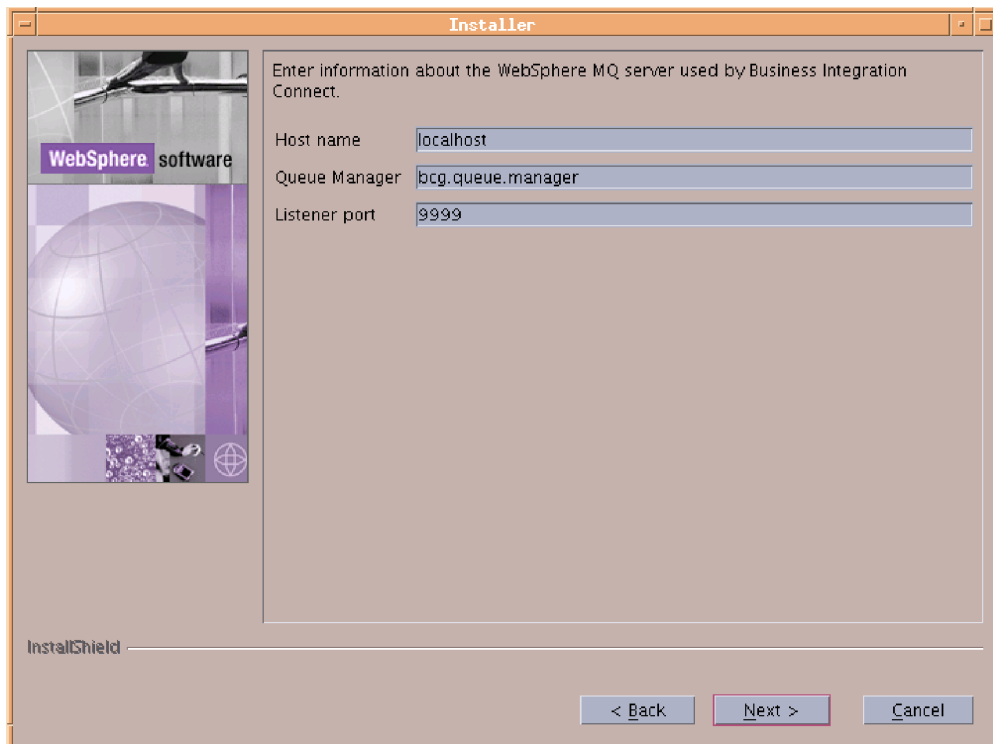 Installer
Enter information about the WebSphere MQ server used by Business Integration
Connect.
WebSphere software
Host name localhost
Queue Manager bcg.queue.manager
Listener port 9999
InstallShield
< Back Next > Cancel